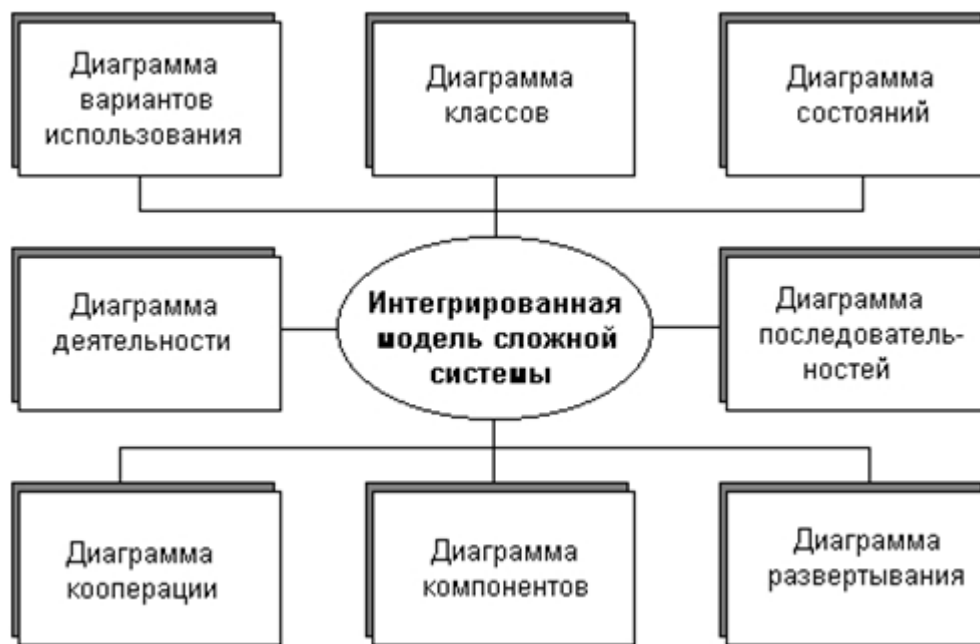 Диаграмма
вариантов
использования
Диаграмма
классов
Диаграмма
состояний
Диаграмма
деятельности
Интегрированная
модель сложной
системы
Диаграмма
последователь-
ностей
Диаграмма
кооперации
Диаграмма
компонентов
Диаграмма
развертывания